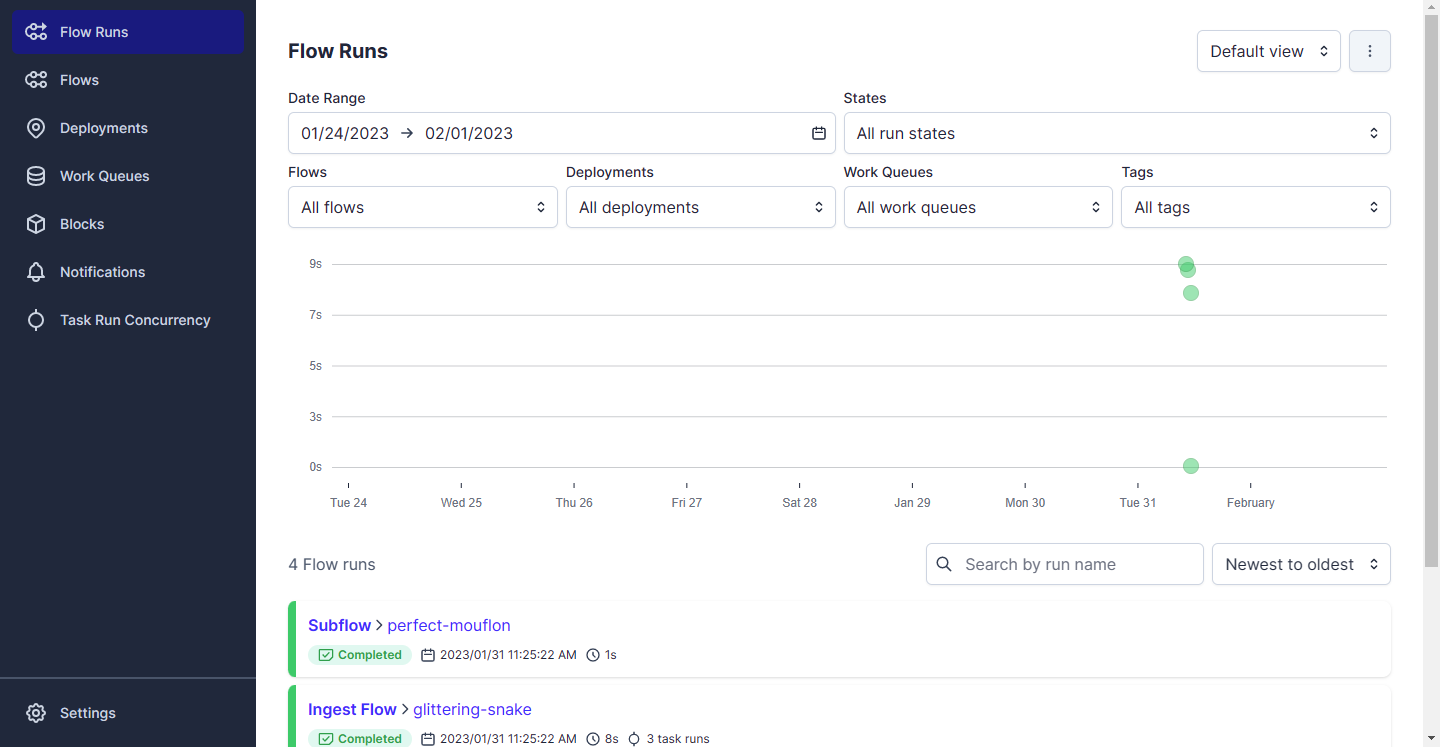 Flow Runs
Flows
Deployments
Work Queues
Blocks
Notifications
Task Run Concurrency
Settings
Flow Runs
Default view
Date Range
States
01/24/2023 → 02/01/2023
All run states
Flows
Deployments
Work Queues
Tags
All flows
All deployments
All work queues
All tags
9s
7s
5s
3s
0s
Tue 24
Wed 25
Thu 26
Fri 27
Sat 28
Jan 29
Mon 30
Tue 31
February
4 Flow runs
Search by run name
Newest to oldest
Subflow > perfect-mouflon
Completed 2023/01/31 11:25:22 AM 1s
Ingest Flow > glittering-snake
Completed 2023/01/31 11:25:22 AM 8s 3 task runs